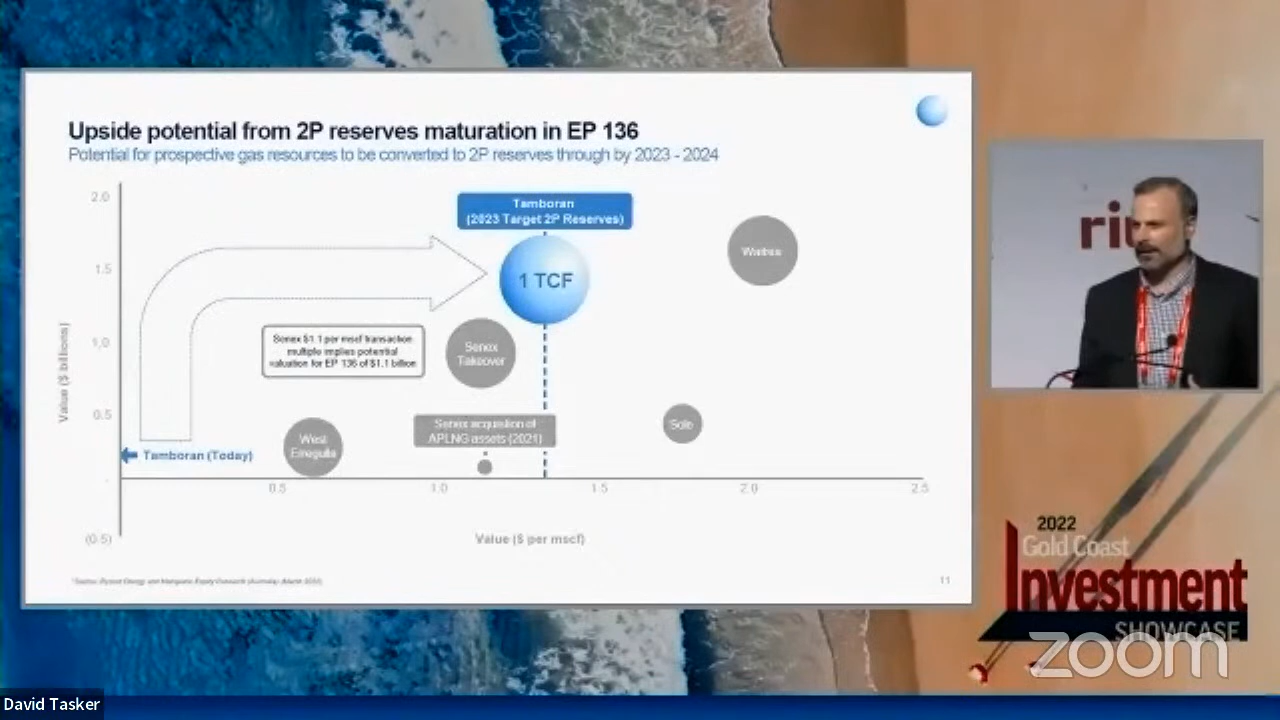 Upside potential from 2P reserves maturation in EP 136
Potential for prospective gas resources to be converted to 2P reserves through by 2023 - 2024
2.0
1.5
1.0
0.5
-
(0.5)
Value ($ billions)
Tamboran
(2023 Target 2P Reserves)
1 TCF
Waitsia
Senex $1.1 per mscf transaction
multiple implies potential
valuation for EP 136 of $1.1 billion
Senex
Takeover
Senex acquisition of
APLNG assets (2021)
Sole
West
Erregulla
Tamboran (Today)
0.5
1.0
1.5
2.0
2.5
Value ($ per mscf)
11
2022
Gold Coast
Investment
SHOWCASE
zoom
David Tasker